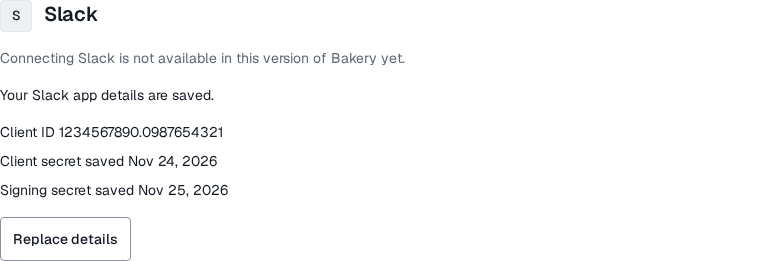 S
Slack
Connecting Slack is not available in this version of Bakery yet.
Your Slack app details are saved.
Client ID 1234567890.0987654321
Client secret saved Nov 24, 2026
Signing secret saved Nov 25, 2026
Replace details